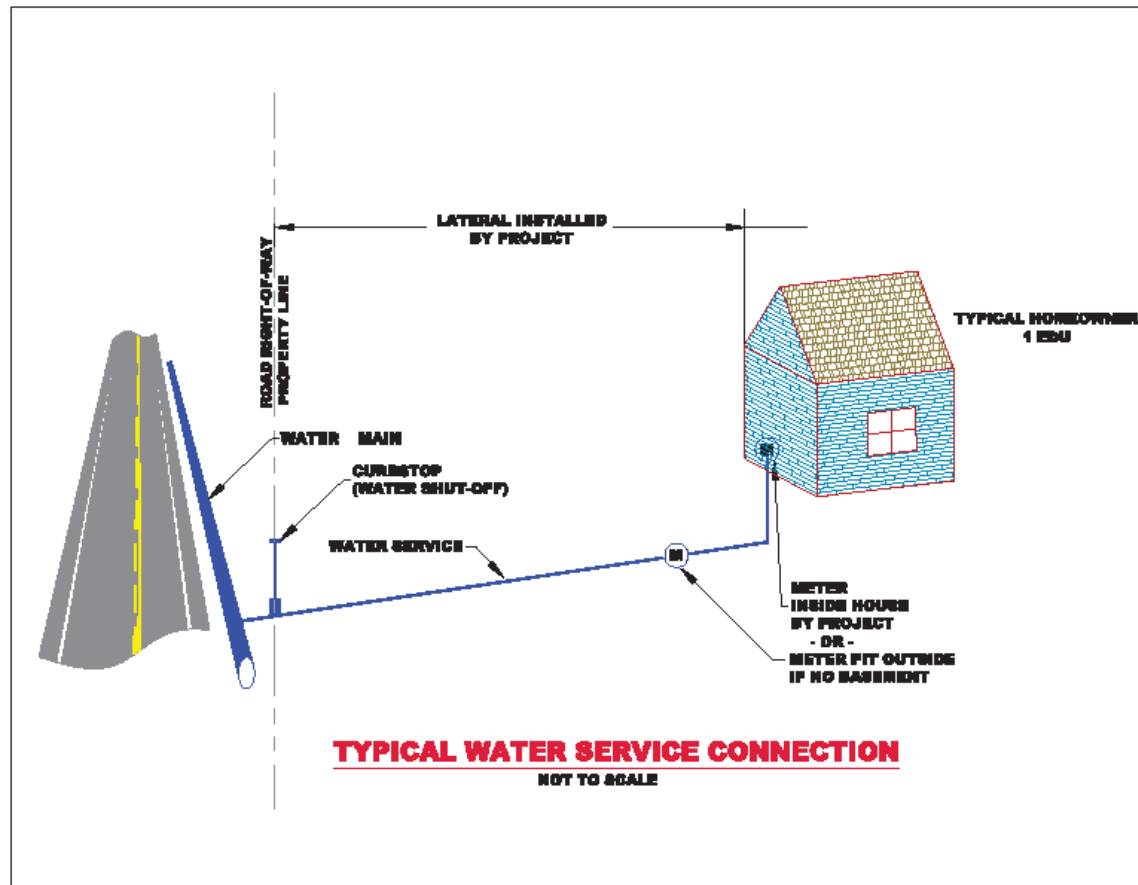 LATERAL INSTALLED
BY PROJECT
ROAD RIGHT-OF-WAY
PROPERTY LINE
TYPICAL HOMEOWNER
1 EDU
WATER MAIN
CURBSTOP
(WATER SHUT-OFF)
WATER SERVICE
M
M
METER
INSIDE HOUSE
BY PROJECT
- OR -
METER PIT OUTSIDE
IF NO BASEMENT
TYPICAL WATER SERVICE CONNECTION
NOT TO SCALE